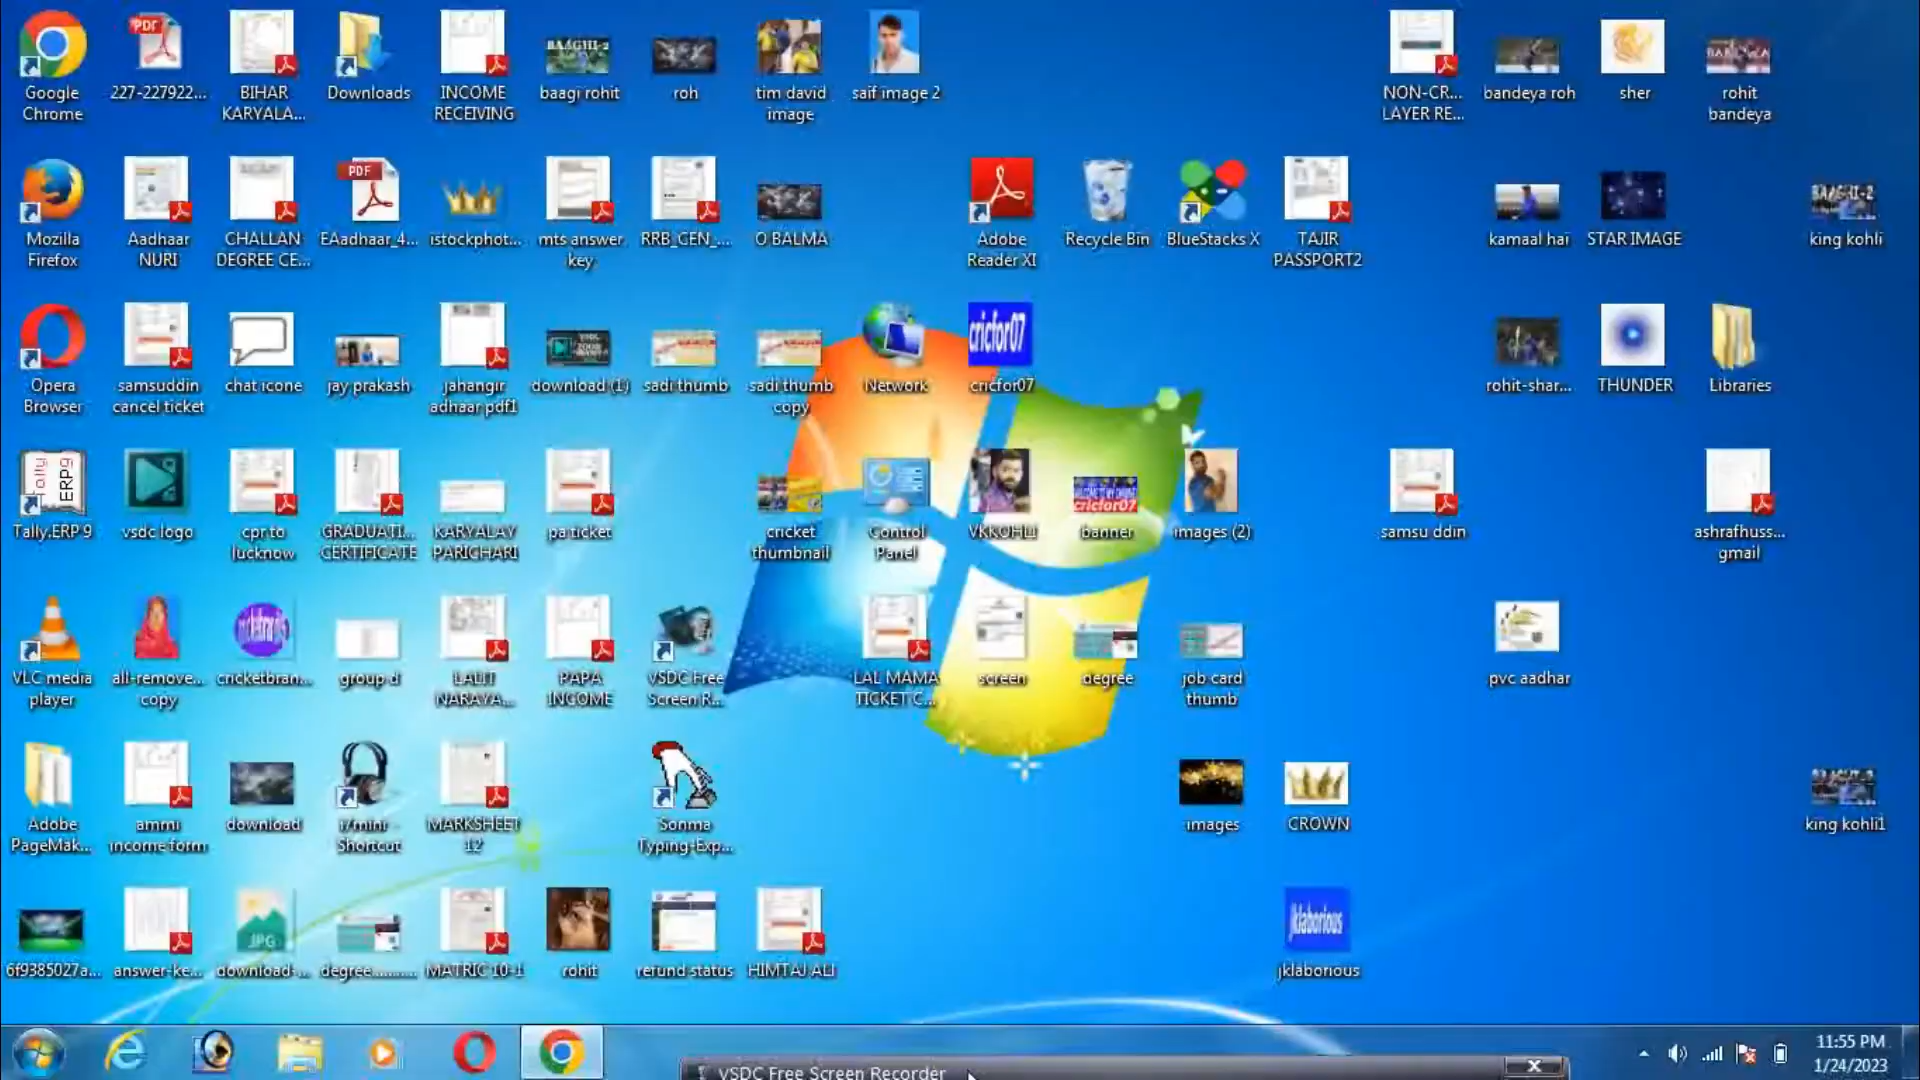 Google
Chrome
227-227922...
BIHAR
KARYALA...
Downloads
INCOME
RECEIVING
baagi rohit
roh
tim david
image
saif image 2
NON-CR...
LAYER RE...
bandeya roh
sher
rohit
bandeya
Mozilla
Firefox
Aadhaar
NURI
CHALLAN
DEGREE CE...
EAadhaar_4...
istockphot...
mts answer
key
RRB_CEN_...
O BALMA
Adobe
Reader XI
Recycle Bin
BlueStacks X
TAJIR
PASSPORT2
kamaal hai
STAR IMAGE
king kohli
Opera
Browser
samsuddin
cancel ticket
chat icone
jay prakash
jahangir
adhaar pdf1
download (1)
sadi thumb
sadi thumb
copy
Network
cricfor07
cricfor07
rohit-shar...
THUNDER
Libraries
Tally.ERP 9
vsdc logo
cpr to
lucknow
GRADUATI...
CERTIFICATE
KARYALAY
PARICHARI
pa ticket
cricket
thumbnail
Control
Panel
VKKOHLI
banner
images (2)
samsu ddin
ashrafhuss...
gmail
VLC media
player
all-remove...
copy
cricketbran...
group d
LALIT
NARAYA...
PAPA
INCOME
VSDC Free
Screen R...
LAL MAMA
TICKET C...
screen
degree
job card
thumb
pvc aadhar
Adobe
PageMak...
ammi
income form
download
Shortcut
MARKSHEET
12
Sonma
Typing-Exp...
images
CROWN
king kohli1
6f9385027a...
answer-ke...
JPG
download-...
degree...........
MATRIC 10-1
rohit
refund status
HIMTAJ ALI
jklaborious
jklaborious
VSDC Free Screen Recorder
11:55 PM
1/24/2023